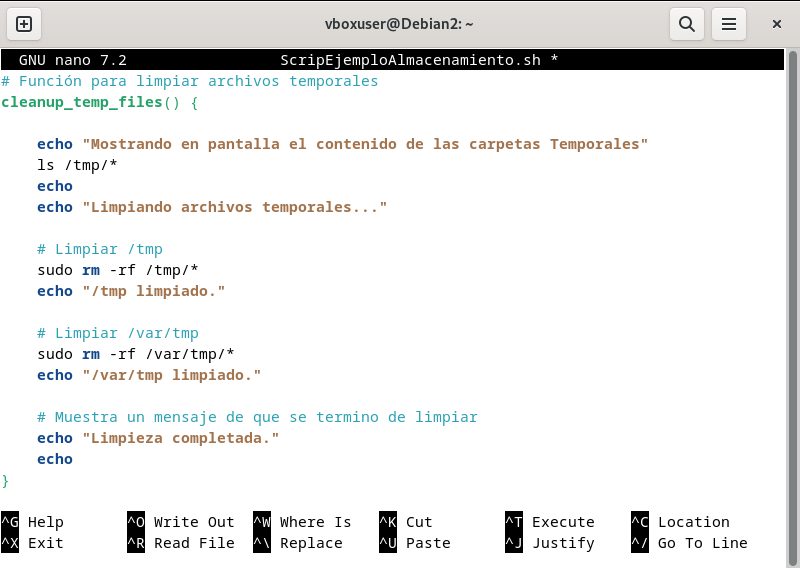 vboxuser@Debian2: ~
GNU nano 7.2 ScripEjemploAlmacenamiento.sh *
# Función para limpiar archivos temporales
cleanup_temp_files() {
echo "Mostrando en pantalla el contenido de las carpetas Temporales"
ls /tmp/*
echo
echo "Limpiando archivos temporales..."
# Limpiar /tmp
sudo rm -rf /tmp/*
echo "/tmp limpiado."
# Limpiar /var/tmp
sudo rm -rf /var/tmp/*
echo "/var/tmp limpiado."
# Muestra un mensaje de que se termino de limpiar
echo "Limpieza completada."
echo
}
^G Help ^O Write Out ^W Where Is ^K Cut ^T Execute ^C Location
^X Exit ^R Read File ^\ Replace ^U Paste ^J Justify ^/ Go To Line